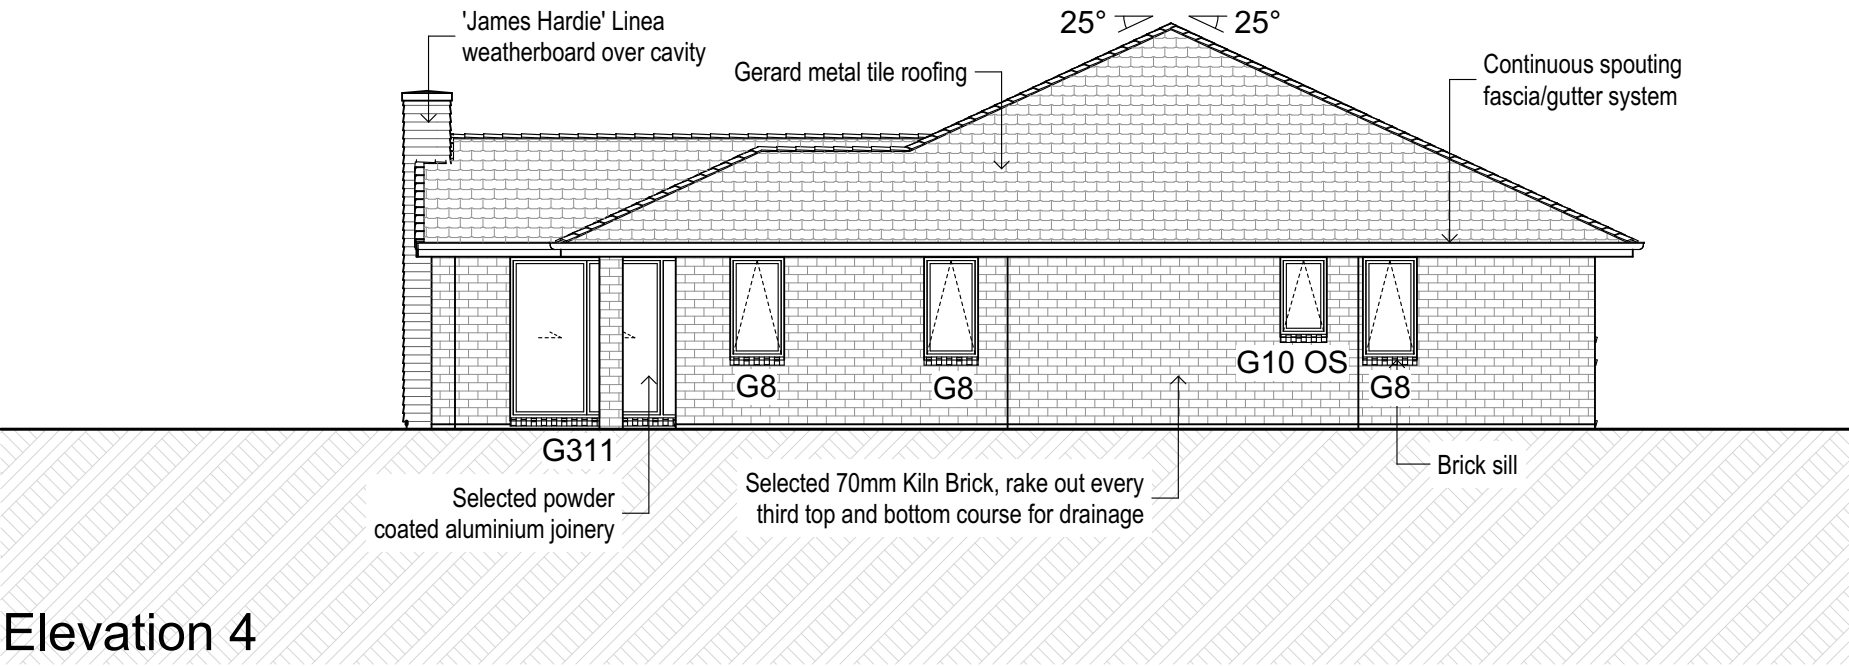 'James Hardie' Linea
weatherboard over cavity
Gerard metal tile roofing
25° 25°
Continuous spouting
fascia/gutter system
G8
G8
G10 OS
G8
G311
Selected powder
coated aluminium joinery
Selected 70mm Kiln Brick, rake out every
third top and bottom course for drainage
Brick sill
Elevation 4